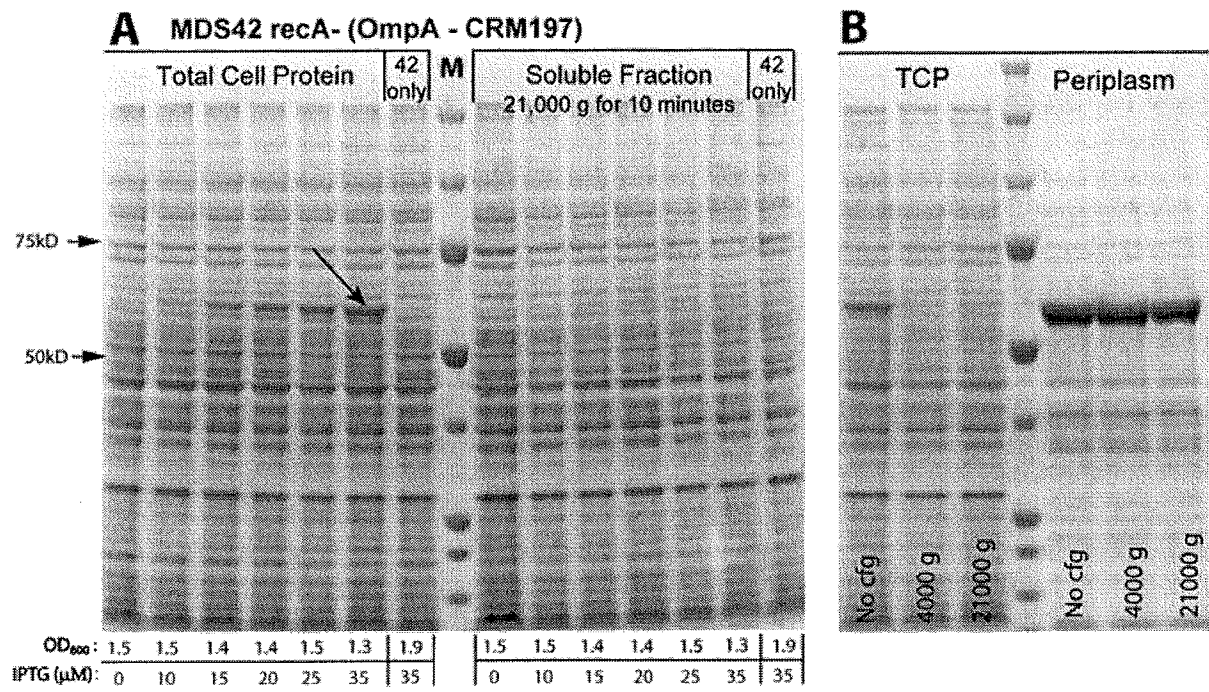 A MDS42 recA- (OmpA - CRM197)
Total Cell Protein
42
only
M
Soluble Fraction
21,000 g for 10 minutes
42
only
75kD
50kD
OD600: 1.5 1.5 1.4 1.4 1.5 1.3 1.9 1.5 1.5 1.4 1.4 1.5 1.3 1.9
IPTG (μM): 0 10 15 20 25 35 35 0 10 15 20 25 35 35
B
TCP
Periplasm
No cfg
4000 g
21000 g
No cfg
4000 g
21000 g